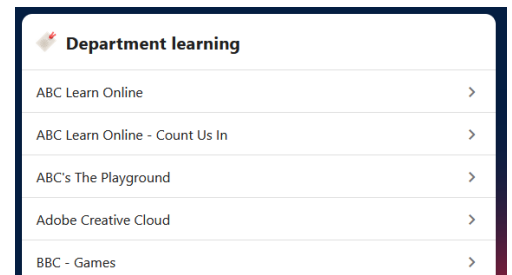 Department learning
ABC Learn Online
ABC Learn Online - Count Us In
ABC's The Playground
Adobe Creative Cloud
BBC - Games